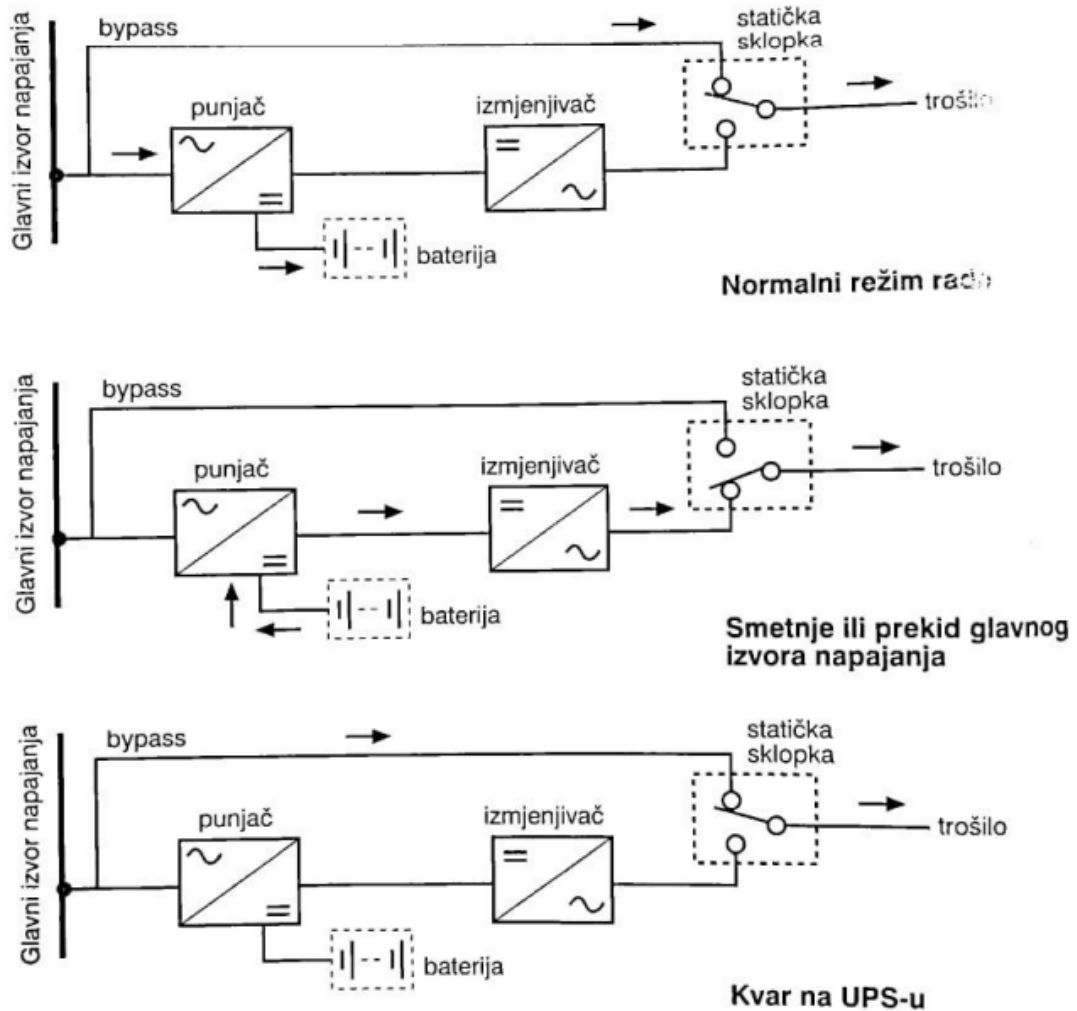 Glavni izvor napajanja
bypass
statička
sklopka
punjač
izmjenjivač
trošilo
baterija
Normalni režim rada
Glavni izvor napajanja
bypass
statička
sklopka
punjač
izmjenjivač
trošilo
baterija
Smetnje ili prekid glavnog
izvora napajanja
Glavni izvor napajanja
bypass
statička
sklopka
punjač
izmjenjivač
trošilo
baterija
Kvar na UPS-u